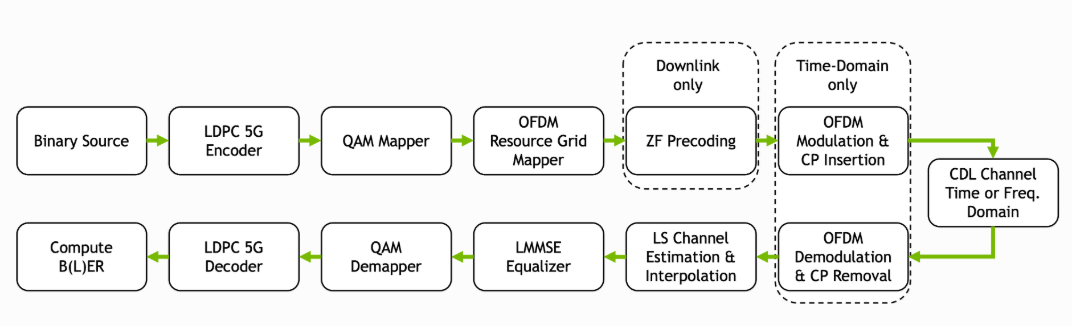 Downlink
only
Time-Domain
only
Binary Source
LDPC 5G
Encoder
QAM Mapper
OFDM
Resource Grid
Mapper
ZF Precoding
OFDM
Modulation &
CP Insertion
CDL Channel
Time or Freq.
Domain
Compute
B(L)ER
LDPC 5G
Decoder
QAM
Demapper
LMMSE
Equalizer
LS Channel
Estimation &
Interpolation
OFDM
Demodulation
& CP Removal